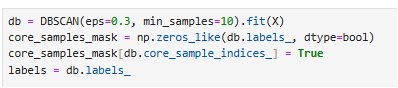 db = DBSCAN(eps=0.3, min_samples=10).fit(X)
core_samples_mask = np.zeros_like(db.labels_, dtype=bool)
core_samples_mask[db.core_sample_indices_] = True
labels = db.labels_